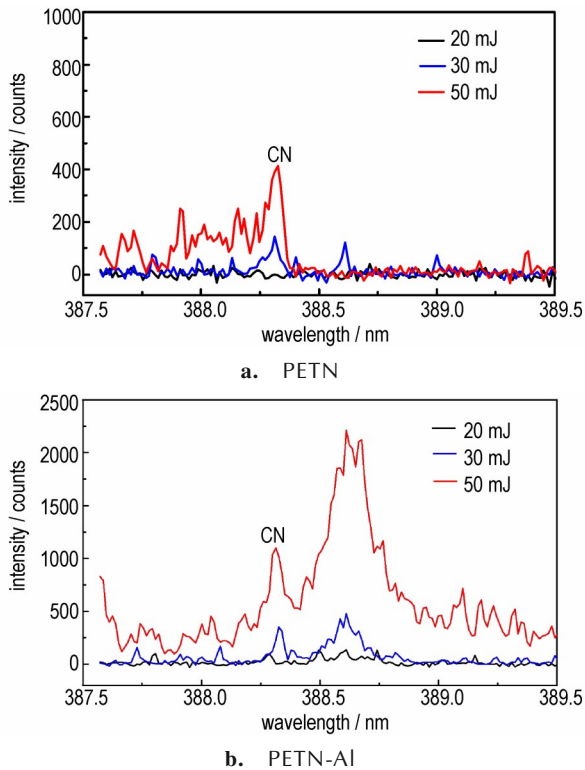 1000
800
600
400
200
0
intensity / counts
20 mJ
30 mJ
50 mJ
CN
387.5 388.0 388.5 389.0 389.5
wavelength / nm
a. PETN
2500
2000
1500
1000
500
0
intensity / counts
20 mJ
30 mJ
50 mJ
CN
387.5 388.0 388.5 389.0 389.5
wavelength / nm
b. PETN-Al